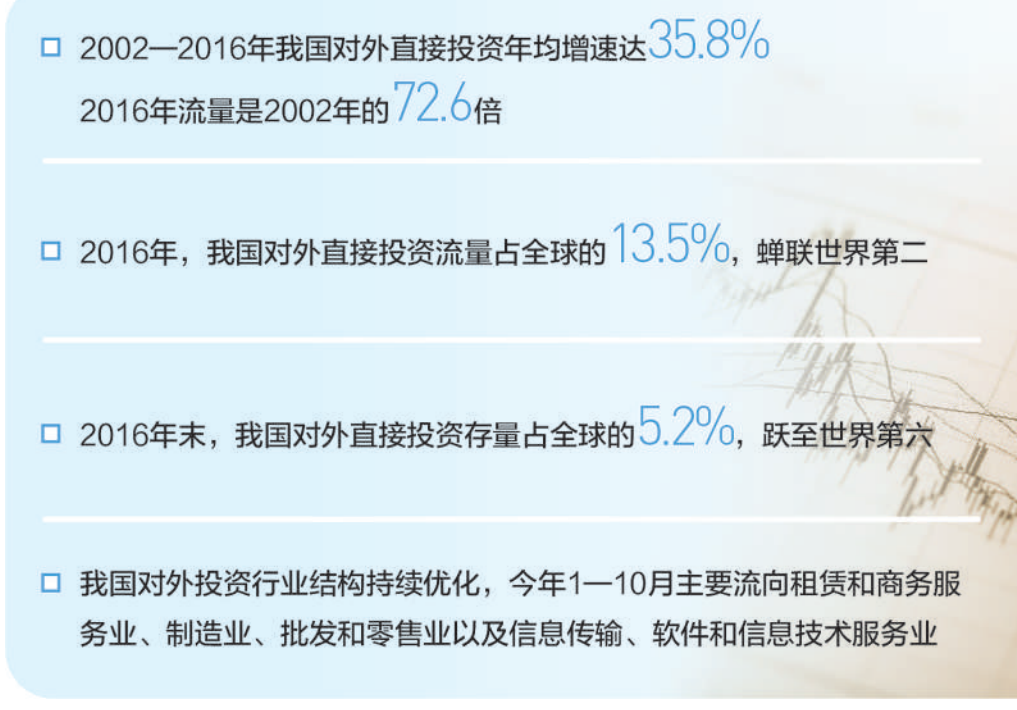 2002—2016年我国对外直接投资年均增速达35.8%
2016年流量是2002年的72.6倍
2016年，我国对外直接投资流量占全球的13.5%，蝉联世界第二
2016年末，我国对外直接投资存量占全球的5.2%，跃至世界第六
我国对外投资行业结构持续优化，今年1—10月主要流向租赁和商务服
务业、制造业、批发和零售业以及信息传输、软件和信息技术服务业